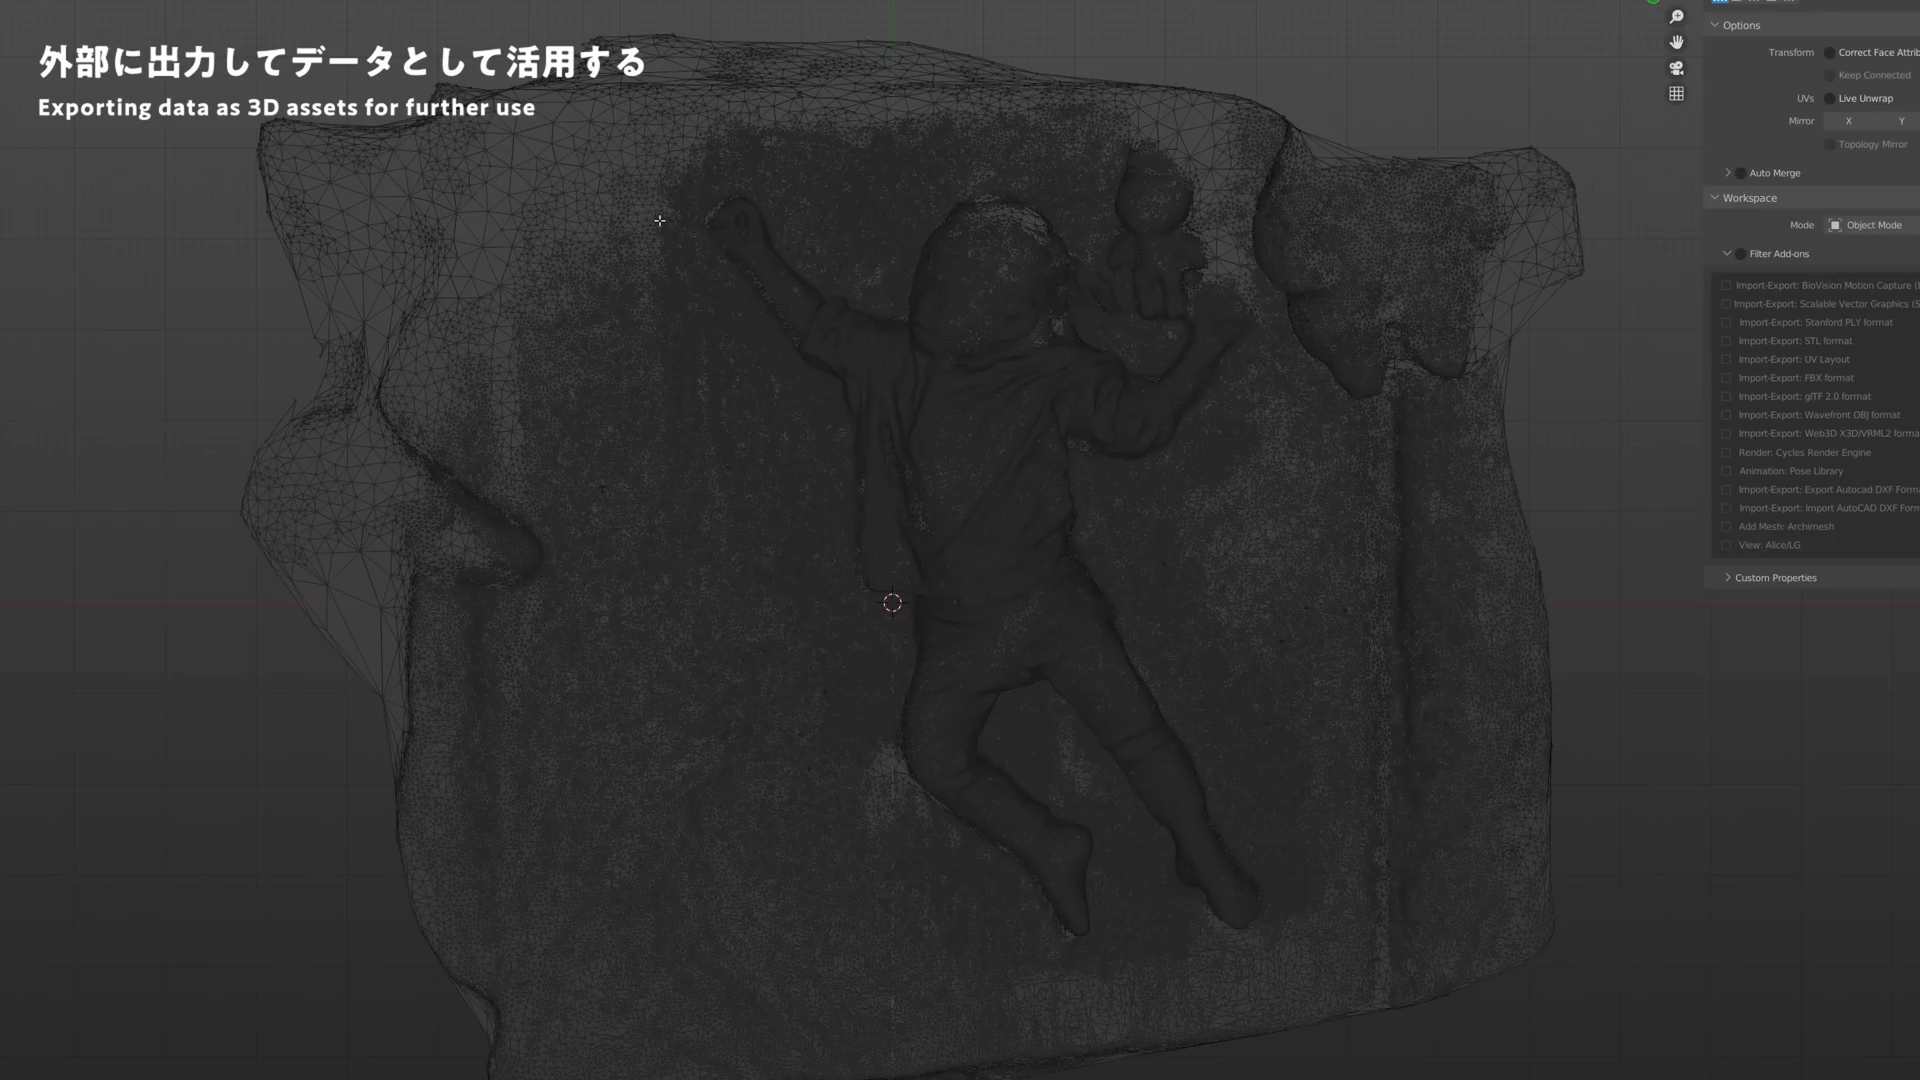 外部に出力してデータとして活用する
Exporting data as 3D assets for further use
Options
Transform
Correct Face Attrib
Keep Connected
UVs
Live Unwrap
Mirror
X
Y
Topology Mirror
Auto Merge
Workspace
Mode
Object Mode
Filter Add-ons
Import-Export: BioVision Motion Capture (
Import-Export: Scalable Vector Graphics (S
Import-Export: Stanford PLY format
Import-Export: STL format
Import-Export: UV Layout
Import-Export: FBX format
Import-Export: glTF 2.0 format
Import-Export: Wavefront OBJ format
Import-Export: Web3D X3D/VRML2 forma
Render: Cycles Render Engine
Animation: Pose Library
Import-Export: Export Autocad DXF Forma
Import-Export: Import AutoCAD DXF Form
Add Mesh: Archimesh
View: Alice/LG
Custom Properties